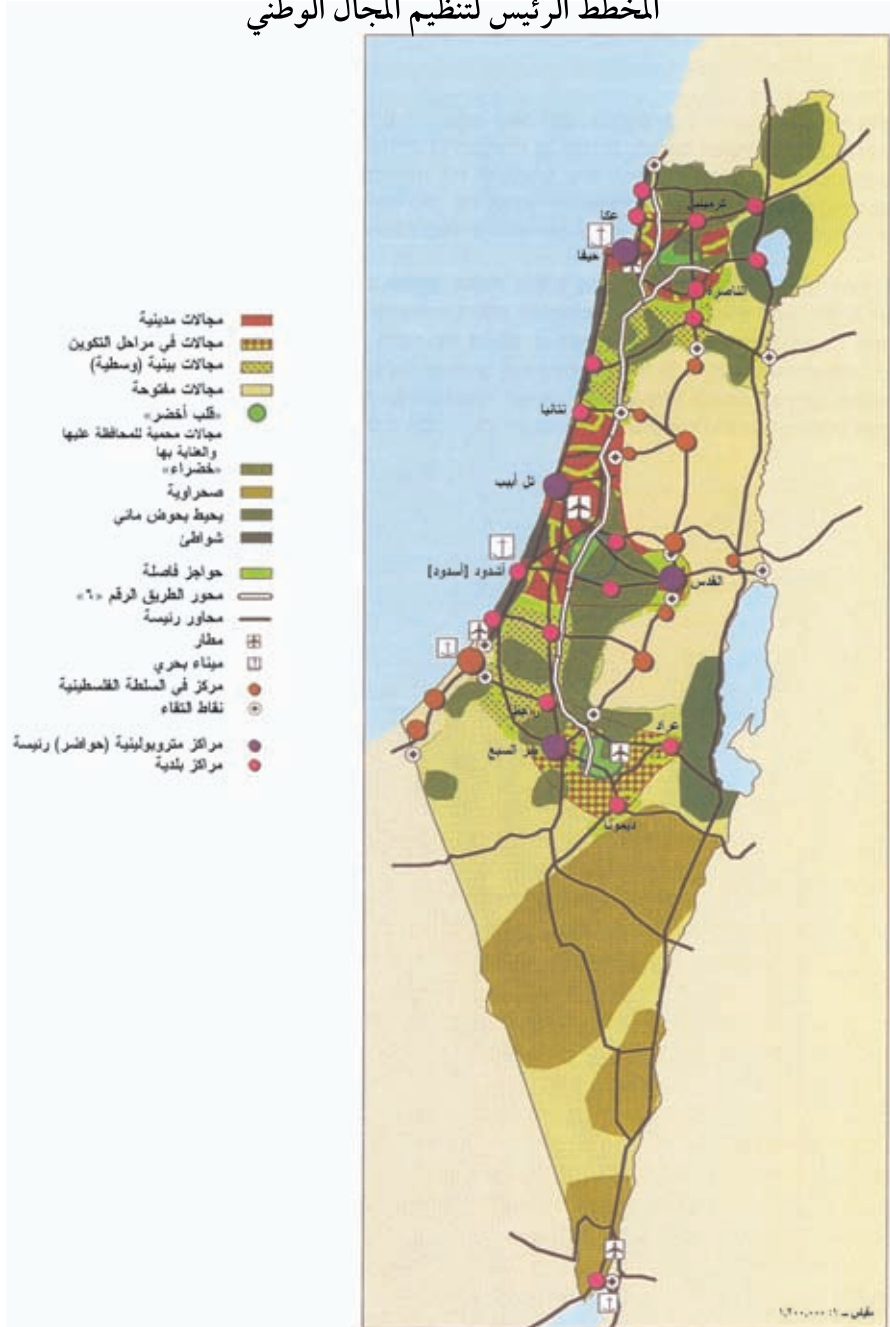 المخطط الرئيس لتنظيم المجال الوطني
مجالات مدينية
مجالات في مراحل التكوين
مجالات بينية (وسطية)
مجالات مفتوحة
«قلب أخضر»
مجالات محمية للمحافظة عليها
والعناية بها
«خضراء»
صحراوية
يحيط بحوض مائي
شواطئ
حواجز فاصلة
محور الطريق الرقم «٦»
محاور رئيسة
مطار
ميناء بحري
مركز في السلطة الفلسطينية
نقاط التقاء
مراكز متروبولينية (حواضر) رئيسة
مراكز بلدية
عكا
حيفا
الناصرة
نتانيا
تل أبيب
أشدود [أسدود]
القدس
عراد
بئر السبع
ديمونا
مقياس ــ ١: